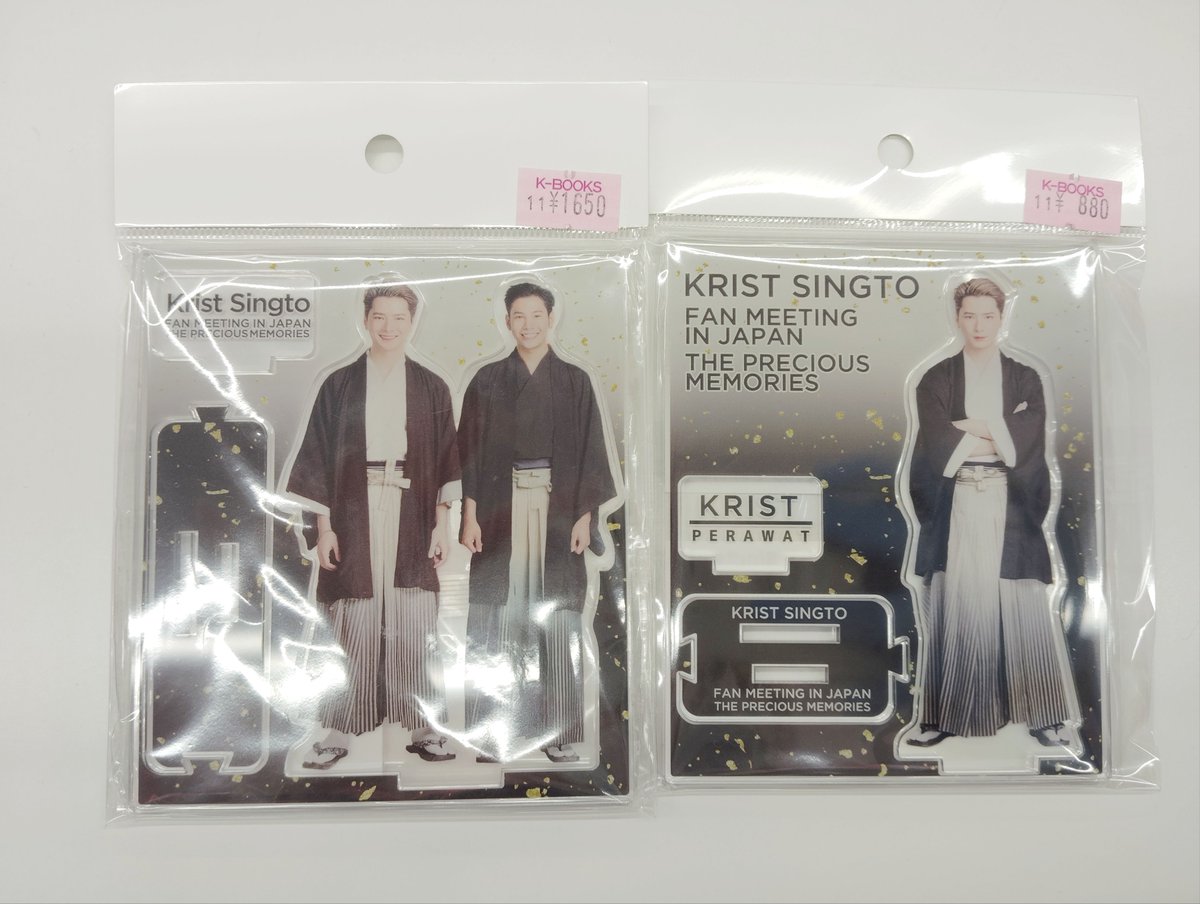 K-BOOKS
11¥1650
Krist Singto
FAN MEETING IN JAPAN
THE PRECIOUS MEMORIES
K-BOOKS
11¥ 880
KRIST SINGTO
FAN MEETING
IN JAPAN
THE PRECIOUS
MEMORIES
KRIST
PERAWAT
KRIST SINGTO
FAN MEETING IN JAPAN
THE PRECIOUS MEMORIES